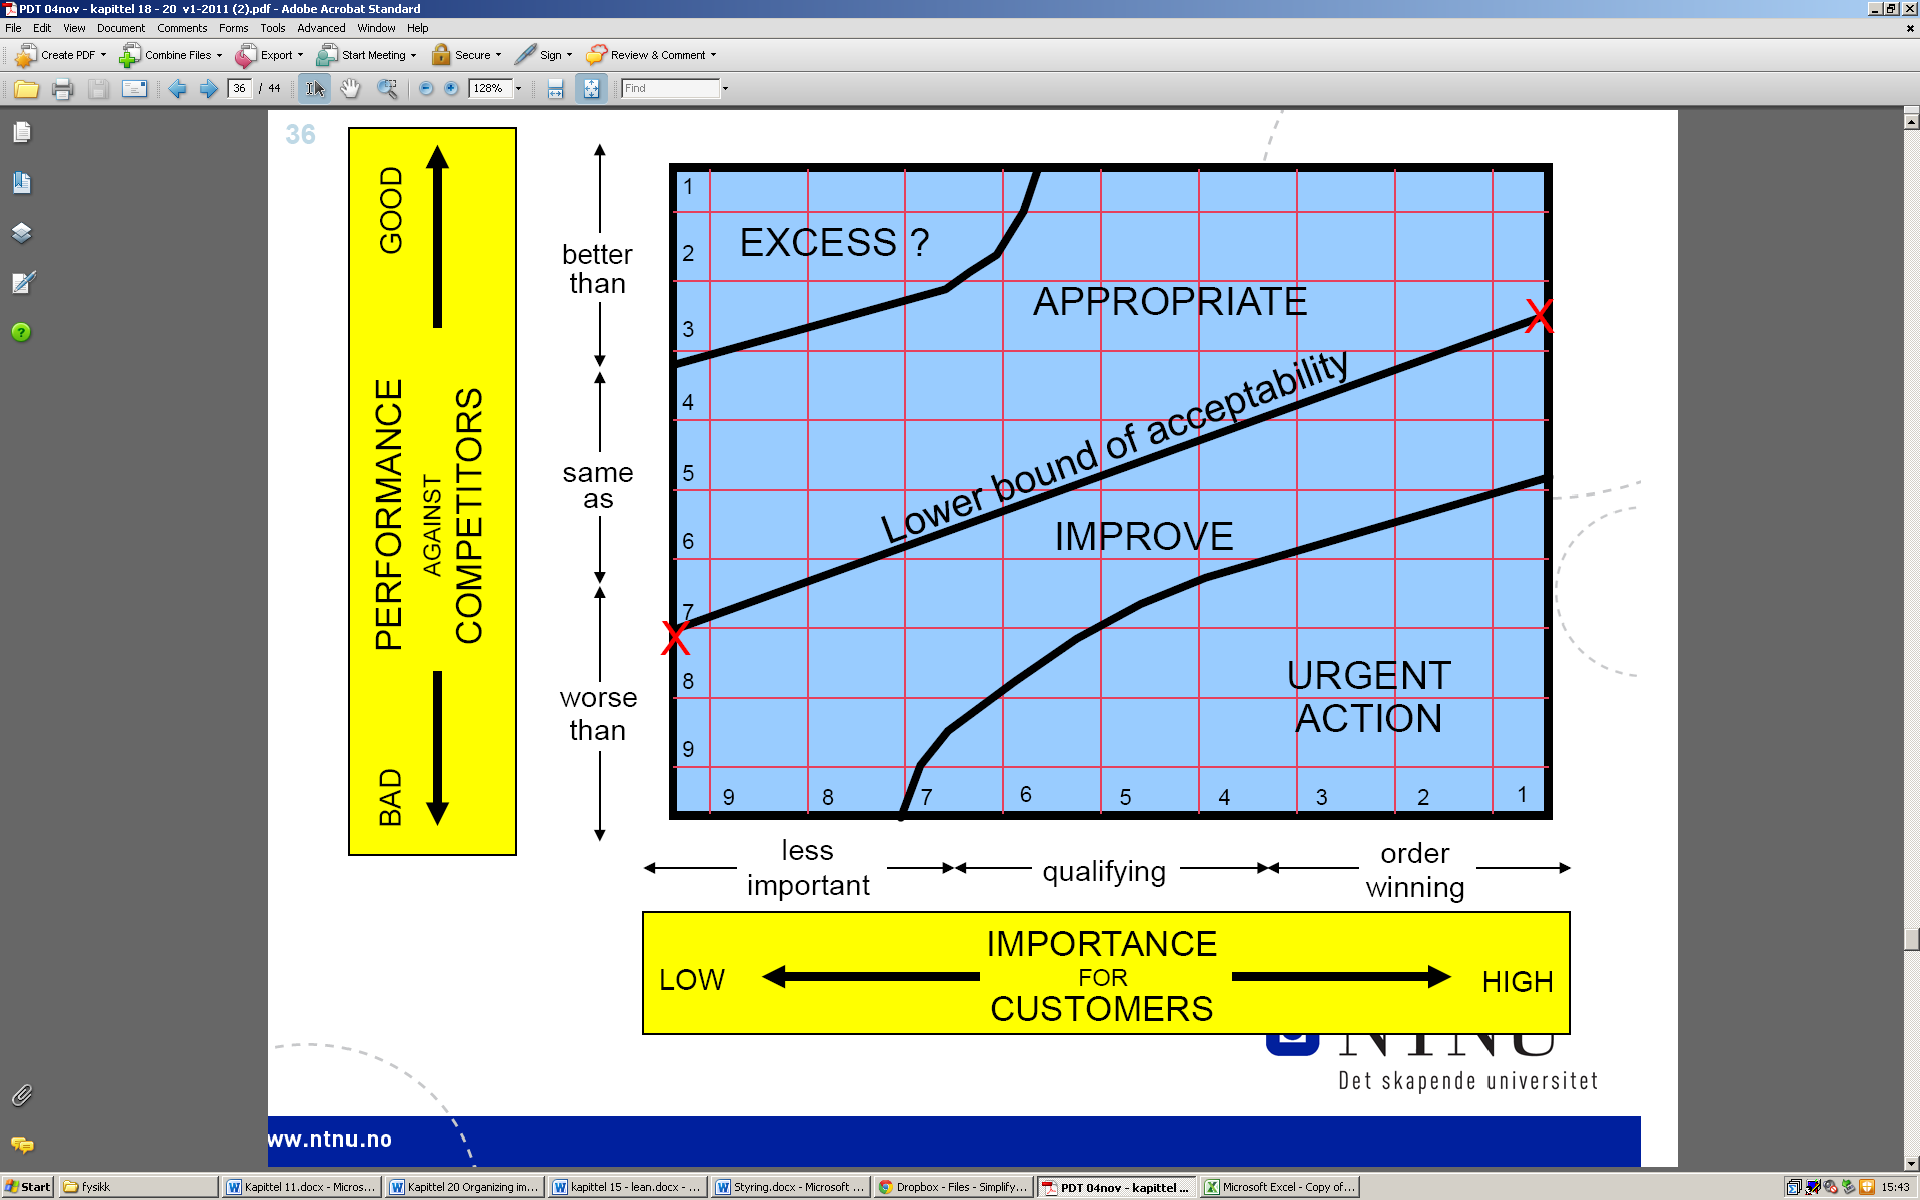 PDT 04nov - kapittel 18 - 20 v1-2011 (2).pdf - Adobe Acrobat Standard
File Edit View Document Comments Forms Tools Advanced Window Help
Create PDF Combine Files Export Start Meeting Secure Sign Review & Comment
36 / 44 128% Find
36
GOOD
PERFORMANCE
AGAINST
COMPETITORS
BAD
better
than
same
as
worse
than
1
2
3
4
5
6
7
8
9
EXCESS ?
APPROPRIATE
X
Lower bound of acceptability
IMPROVE
X
URGENT
ACTION
9 8 7 6 5 4 3 2 1
less
important
qualifying
order
winning
IMPORTANCE
LOW FOR HIGH
CUSTOMERS
NTNU
Det skapende universitet
ww.ntnu.no
Start fysikk Kapittel 11.docx - Micros... Kapittel 20 Organizing im... kapittel 15 - lean.docx - ... Styring.docx - Microsoft ... Dropbox - Files - Simplify... PDT 04nov - kapittel ... Microsoft Excel - Copy of... 15:43